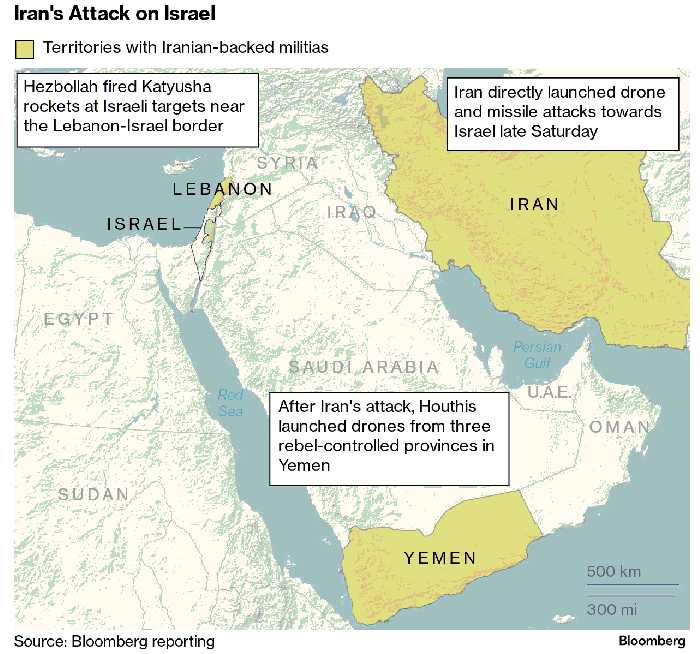 Iran's Attack on Israel
Territories with Iranian-backed militias
Hezbollah fired Katyusha
rockets at Israeli targets near
the Lebanon-Israel border
Iran directly launched drone
and missile attacks towards
Israel late Saturday
SYRIA
LEBANON
ISRAEL
IRAQ
IRAN
EGYPT
SAUDI ARABIA
Persian
Gulf
U.A.E.
Red
Sea
After Iran's attack, Houthis
launched drones from three
rebel-controlled provinces in
Yemen
OMAN
SUDAN
YEMEN
500 km
300 mi
Source: Bloomberg reporting
Bloomberg